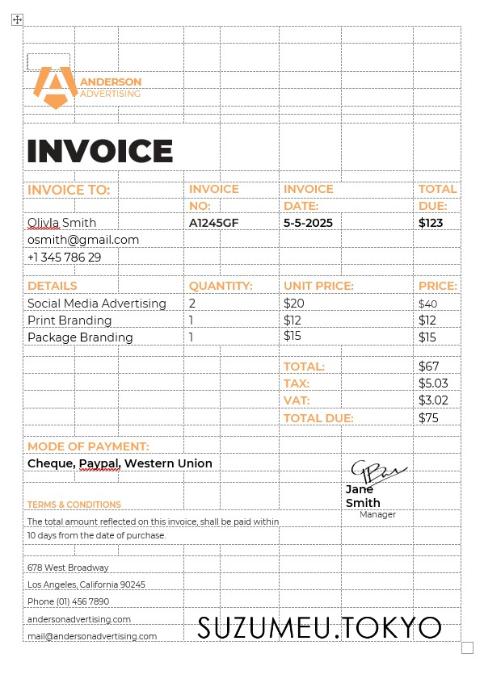 ANDERSON
ADVERTISING
INVOICE
INVOICE TO: INVOICE NO: INVOICE DATE: TOTAL DUE:
Olivia Smith A1245GF 5-5-2025 $123
osmith@gmail.com
+1 345 786 29
DETAILS QUANTITY: UNIT PRICE: PRICE:
Social Media Advertising 2 $20 $40
Print Branding 1 $12 $12
Package Branding 1 $15 $15
TOTAL: $67
TAX: $5.03
VAT: $3.02
TOTAL DUE: $75
MODE OF PAYMENT:
Cheque, Paypal, Western Union
Jane
Smith
Manager
TERMS & CONDITIONS
The total amount reflected on this invoice, shall be paid within
10 days from the date of purchase.
678 West Broadway
Los Angeles, California 90245
Phone (01) 456 7890
andersonadvertising.com
mail@andersonadvertising.com
SUZUMEU.TOKYO